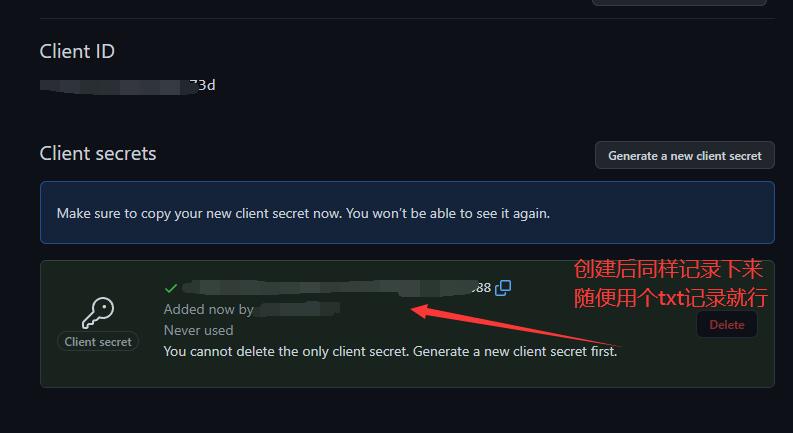 Client ID
73d
Client secrets
Generate a new client secret
Make sure to copy your new client secret now. You won't be able to see it again.
创建后同样记录下来
随便用个txt记录就行
88
Added now by
Never used
Client secret
Delete
You cannot delete the only client secret. Generate a new client secret first.